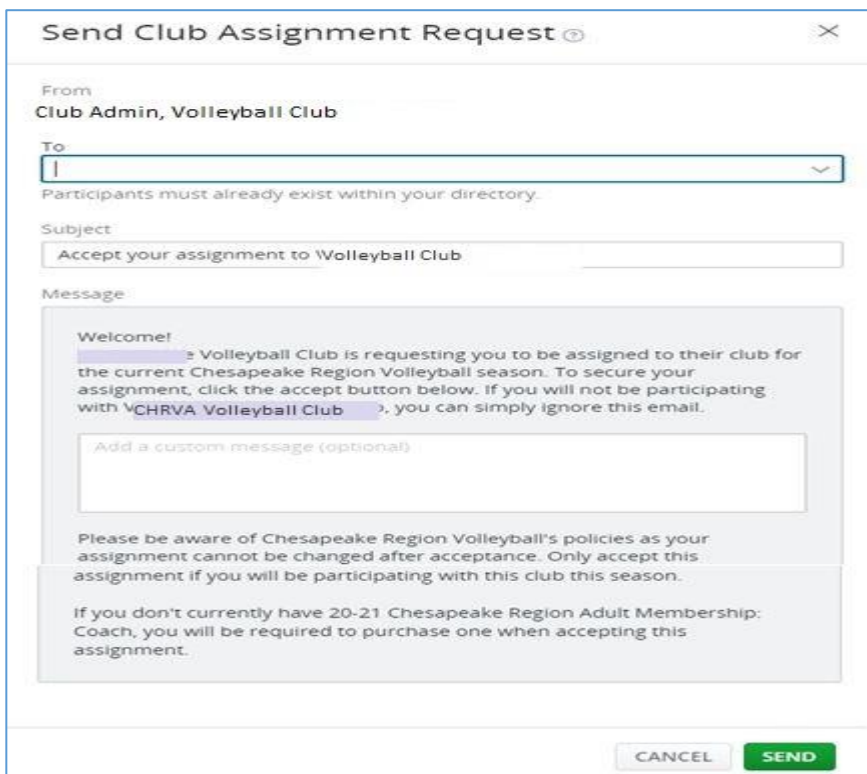 Send Club Assignment Request
From
Club Admin, Volleyball Club
To
Participants must already exist within your directory.
Subject
Accept your assignment to Volleyball Club
Message
Welcome!
Volleyball Club is requesting you to be assigned to their club for
the current Chesapeake Region Volleyball season. To secure your
assignment, click the accept button below. If you will not be participating
with CHRVA Volleyball Club , you can simply ignore this email.
Add a custom message (optional)
Please be aware of Chesapeake Region Volleyball's policies as your
assignment cannot be changed after acceptance. Only accept this
assignment if you will be participating with this club this season.
If you don't currently have 20-21 Chesapeake Region Adult Membership:
Coach, you will be required to purchase one when accepting this
assignment.
CANCEL SEND